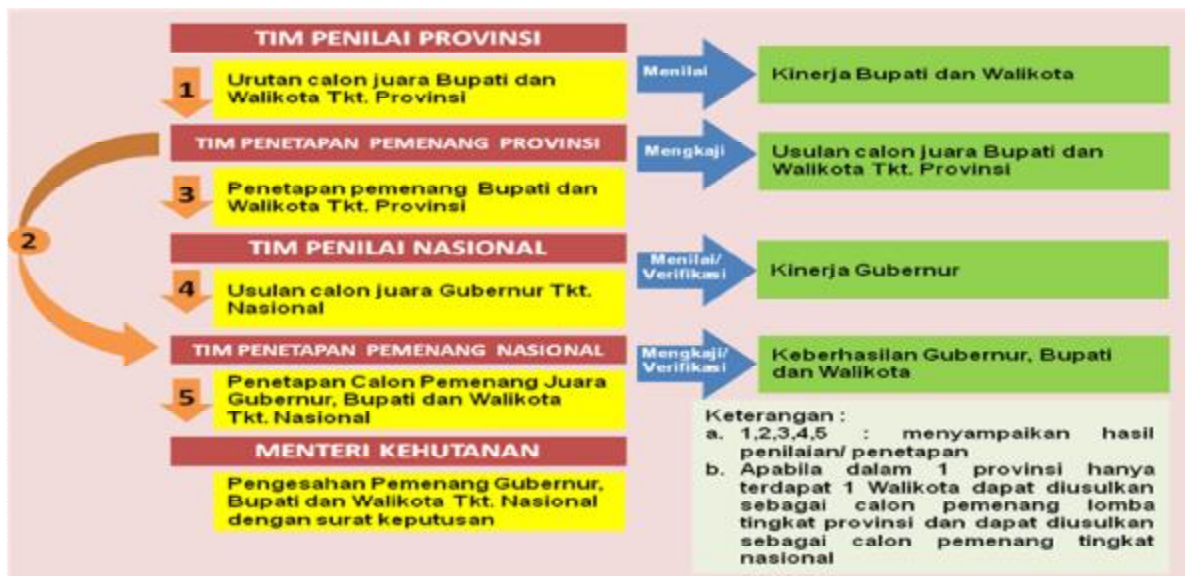 TIM PENILAI PROVINSI
1
Urutan calon juara Bupati dan
Walikota Tkt. Provinsi
Menilai
Kinerja Bupati dan Walikota
TIM PENETAPAN PEMENANG PROVINSI
Mengkaji
Usulan calon juara Bupati dan
Walikota Tkt. Provinsi
2
3
Penetapan pemenang Bupati dan
Walikota Tkt. Provinsi
TIM PENILAI NASIONAL
Menilai/
Verifikasi
Kinerja Gubernur
4
Usulan calon juara Gubernur Tkt.
Nasional
TIM PENETAPAN PEMENANG NASIONAL
Mengkaji/
Verifikasi
Keberhasilan Gubernur, Bupati
dan Walikota
5
Penetapan Calon Pemenang Juara
Gubernur, Bupati dan Walikota
Tkt. Nasional
MENTERI KEHUTANAN
Pengesahan Pemenang Gubernur,
Bupati dan Walikota Tkt. Nasional
dengan surat keputusan
Keterangan :
a. 1,2,3,4,5 : menyampaikan hasil
penilaian/ penetapan
b. Apabila dalam 1 provinsi hanya
terdapat 1 Walikota dapat diusulkan
sebagai calon pemenang lomba
tingkat provinsi dan dapat diusulkan
sebagai calon pemenang tingkat
nasional